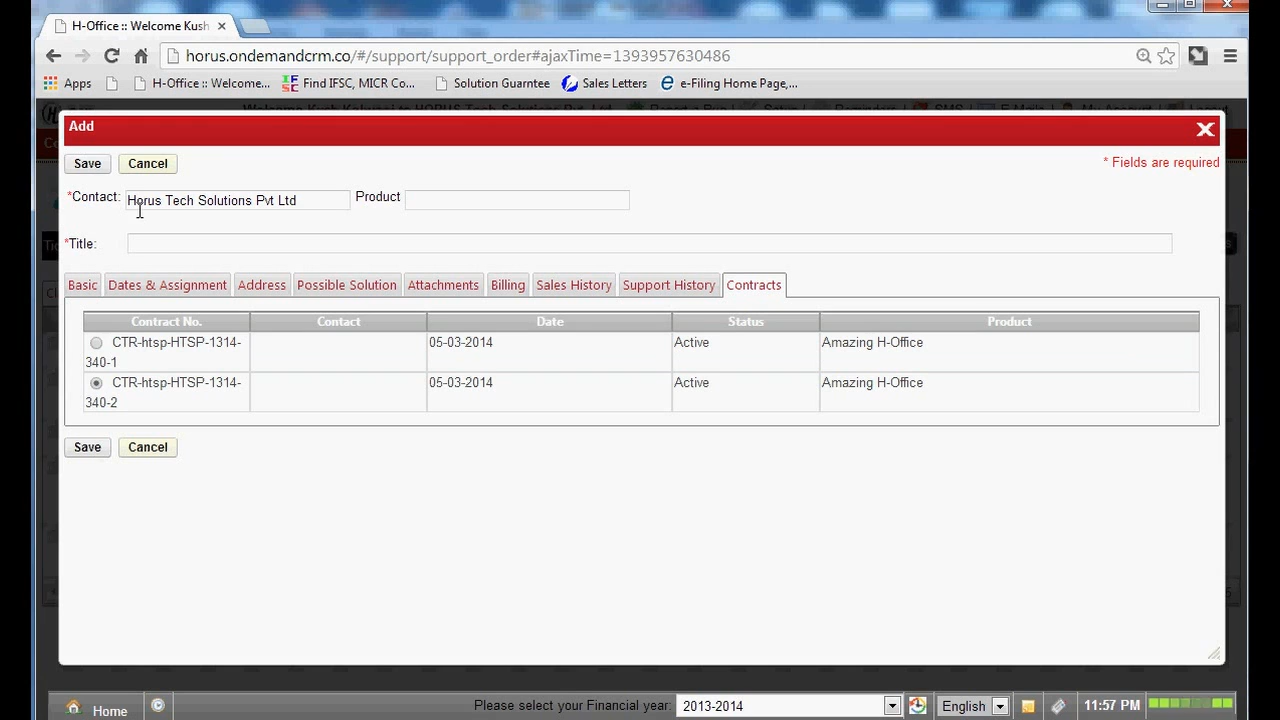 H-Office :: Welcome Kush
horus.ondemandcrm.co/#/support/support_order#ajaxTime=1393957630486
Apps H-Office :: Welcome... Find IFSC, MICR Co... Solution Guarntee Sales Letters e-Filing Home Page,...
Add
Save Cancel * Fields are required
*Contact: Horus Tech Solutions Pvt Ltd Product
*Title:
Basic Dates & Assignment Address Possible Solution Attachments Billing Sales History Support History Contracts
Contract No. Contact Date Status Product
CTR-htsp-HTSP-1314- 05-03-2014 Active Amazing H-Office
340-1
CTR-htsp-HTSP-1314- 05-03-2014 Active Amazing H-Office
340-2
Save Cancel
Home Please select your Financial year: 2013-2014 English 11:57 PM